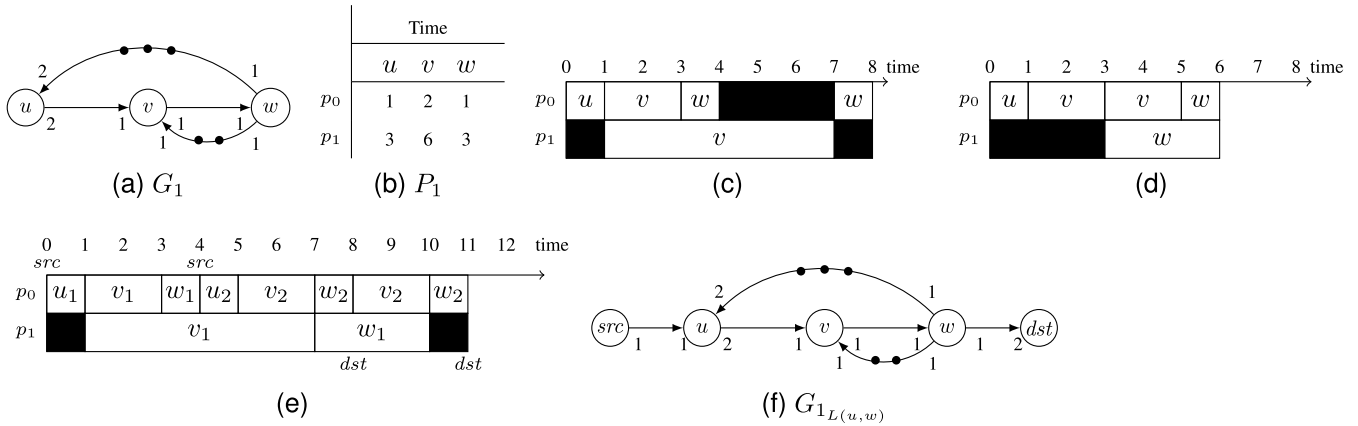 2 1
u v w
2 1 1 1
1 1
(a) G₁
Time
u v w
p₀ 1 2 1
p₁ 3 6 3
(b) P₁
0 1 2 3 4 5 6 7 8 time
p₀ u v w w
p₁ v
(c)
0 1 2 3 4 5 6 7 8 time
p₀ u v v w
p₁ w
(d)
0 1 2 3 4 5 6 7 8 9 10 11 12 time
src src
p₀ u₁ v₁ w₁ u₂ v₂ w₂ v₂ w₂
p₁ v₁ w₁
dst dst
(e)
2 1
src u v w dst
1 1 2 1 1 1 1 2
1 1
(f) G₁L(u,w)